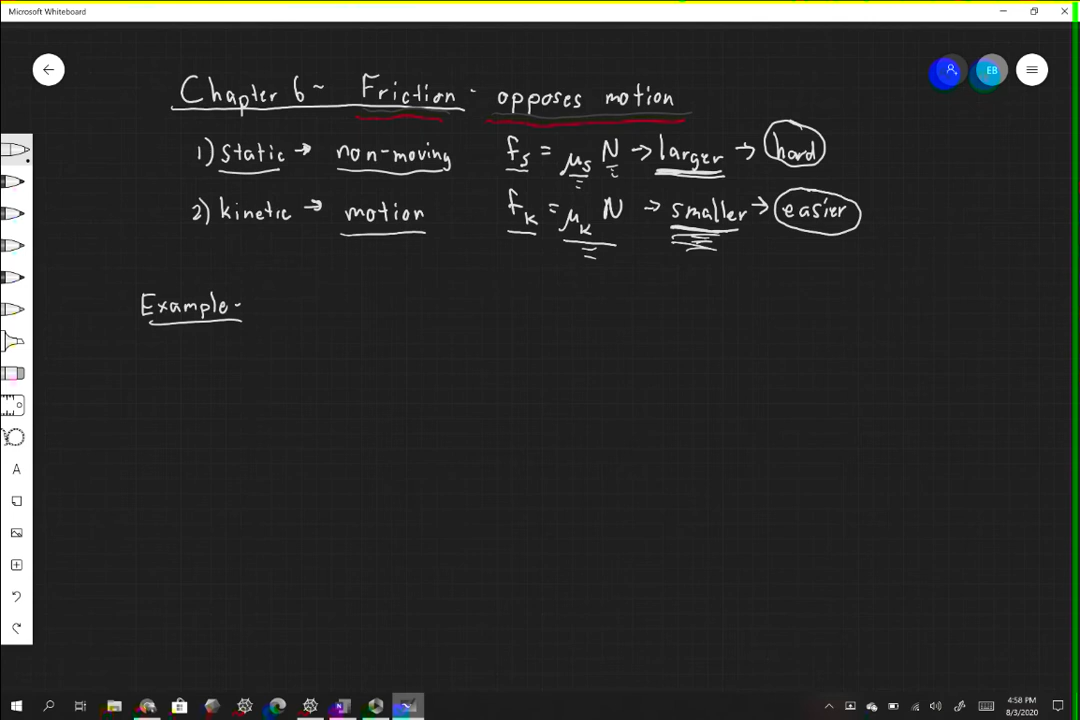 Microsoft Whiteboard
EB
Chapter 6~ Friction - opposes motion
1) static → non-moving fs = μs N → larger → hard
2) kinetic → motion fk = μk N → smaller → easier
Example-
A
4:58 PM
8/3/2020